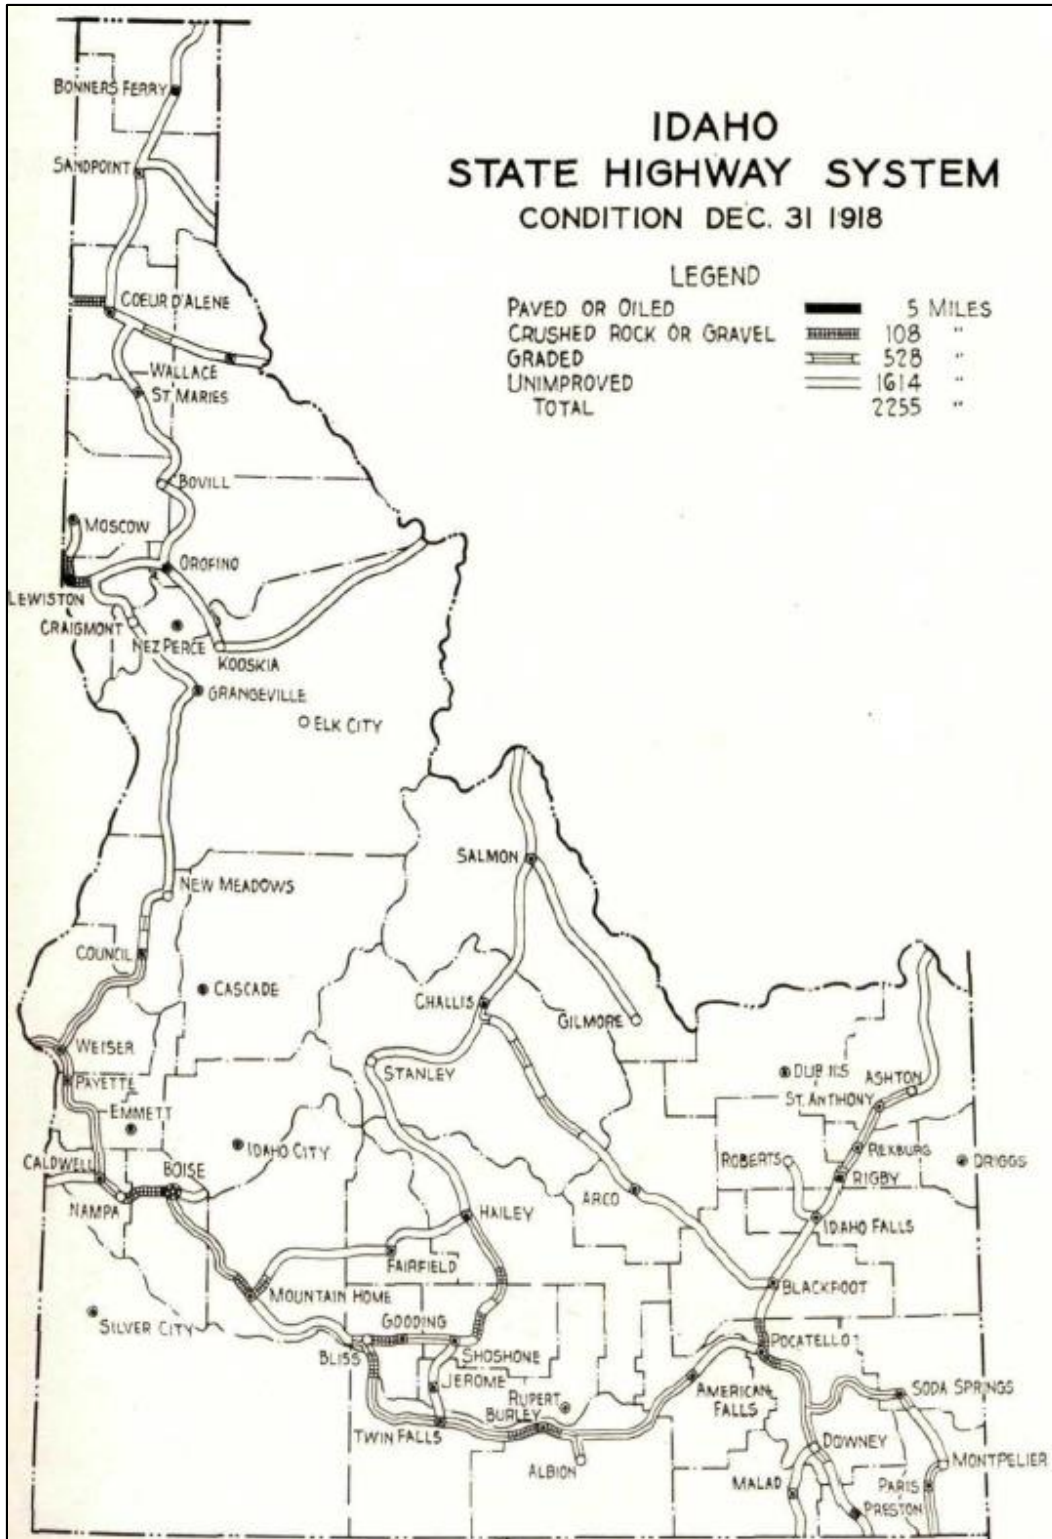 IDAHO
STATE HIGHWAY SYSTEM
CONDITION DEC. 31 1918
LEGEND
PAVED OR OILED 5 MILES
CRUSHED ROCK OR GRAVEL 108 "
GRADED 528 "
UNIMPROVED 1614 "
TOTAL 2255 "
BONNERS FERRY
SANDPOINT
COEUR D'ALENE
WALLACE
ST MARIES
BOVILL
MOSCOW
OROFINO
LEWISTON
CRAIGMONT
NEZ PERCE
KOOSKIA
GRANGEVILLE
ELK CITY
SALMON
NEW MEADOWS
COUNCIL
CASCADE
CHALLIS
GILMORE
WEISER
STANLEY
PAYETTE
DUBIIS
ASHTON
ST. ANTHONY
EMMETT
IDAHO CITY
REXBURG
ROBERTS
DRIGGS
CALDWELL
BOISE
RIGBY
NAMPA
ARCO
HAILEY
IDAHO FALLS
FAIRFIELD
BLACKFOOT
MOUNTAIN HOME
SILVER CITY
GOODING
POCATELLO
BLISS
SHOSHONE
JEROME
AMERICAN
FALLS
SODA SPRINGS
RUPERT
BURLEY
TWIN FALLS
DOWNEY
ALBION
MONTPELIER
MALAD
PARIS
PRESTON